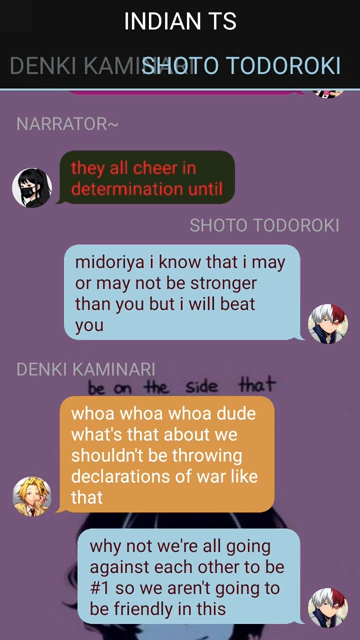 INDIAN TS
DENKI KAMINARI SHOTO TODOROKI
NARRATOR~
they all cheer in
determination until
SHOTO TODOROKI
midoriya i know that i may
or may not be stronger
than you but i will beat
you
DENKI KAMINARI
be on the side that
whoa whoa whoa dude
what's that about we
shouldn't be throwing
declarations of war like
that
why not we're all going
against each other to be
#1 so we aren't going to
be friendly in this